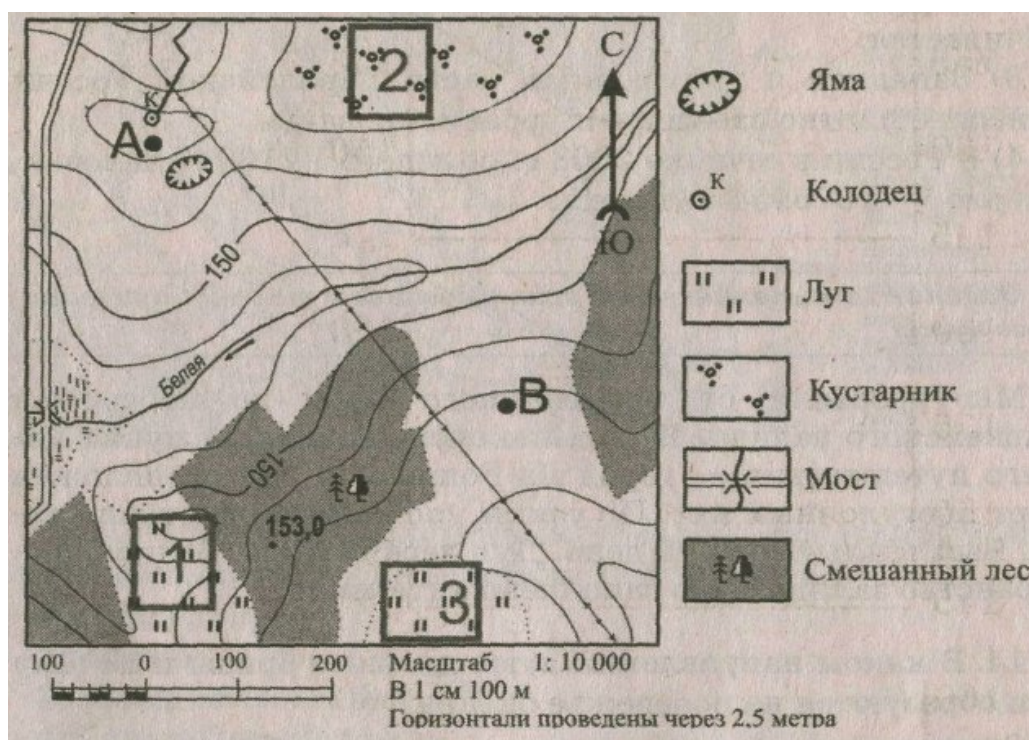 2
С
К
А
Ю
150
Белая
В
150
153,0
1
3
Яма
К
Колодец
Луг
Кустарник
Мост
Смешанный лес
100 0 100 200
Масштаб 1: 10 000
В 1 см 100 м
Горизонтали проведены через 2,5 метра